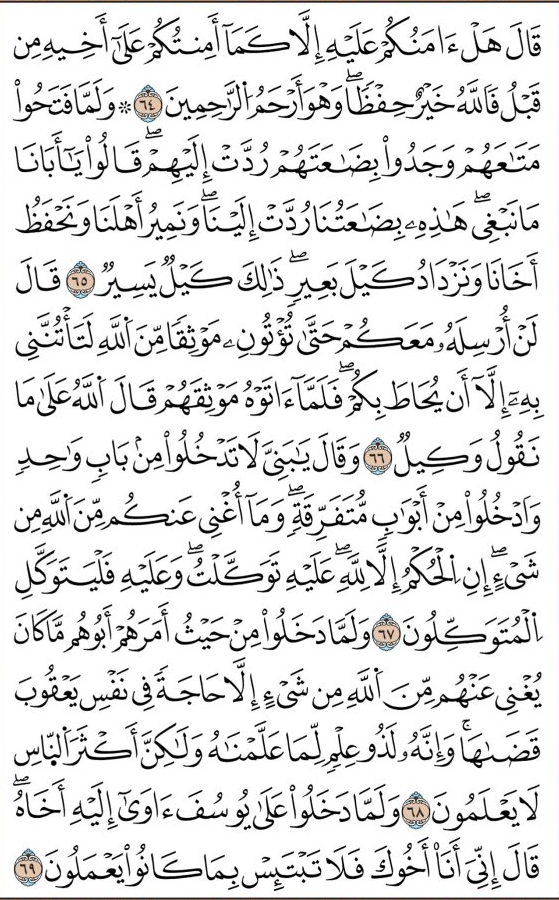 قَالَ هَلْ ءَامَنُكُمْ عَلَيْهِ إِلَّا كَمَآ أَمِنتُكُمْ عَلَىٰٓ أَخِيهِ مِن
قَبْلُ فَٱللَّهُ خَيْرٌ حِفْظًاۖ وَهُوَ أَرْحَمُ ٱلرَّٰحِمِينَ ٦٤ ۞ وَلَمَّا فَتَحُوا۟
مَتَٰعَهُمْ وَجَدُوا۟ بِضَٰعَتَهُمْ رُدَّتْ إِلَيْهِمْۖ قَالُوا۟ يَٰٓأَبَانَا
مَا نَبْغِىۖ هَٰذِهِۦ بِضَٰعَتُنَا رُدَّتْ إِلَيْنَاۖ وَنَمِيرُ أَهْلَنَا وَنَحْفَظُ
أَخَانَا وَنَزْدَادُ كَيْلَ بَعِيرٍۖ ذَٰلِكَ كَيْلٌ يَسِيرٌ ٦٥ قَالَ
لَنْ أُرْسِلَهُۥ مَعَكُمْ حَتَّىٰ تُؤْتُونِۦ مَوْثِقًا مِّنَ ٱللَّهِ لَتَأْتُنَّنِى
بِهِۦٓ إِلَّآ أَن يُحَاطَ بِكُمْۖ فَلَمَّآ ءَاتَوْهُ مَوْثِقَهُمْ قَالَ ٱللَّهُ عَلَىٰ مَا
نَقُولُ وَكِيلٌ ٦٦ وَقَالَ يَٰبَنِىَّ لَا تَدْخُلُوا۟ مِنۢ بَابٍ وَٰحِدٍ
وَٱدْخُلُوا۟ مِنْ أَبْوَٰبٍ مُّتَفَرِّقَةٍۖ وَمَآ أُغْنِى عَنكُم مِّنَ ٱللَّهِ مِن
شَىْءٍۖ إِنِ ٱلْحُكْمُ إِلَّا لِلَّهِۖ عَلَيْهِ تَوَكَّلْتُۖ وَعَلَيْهِ فَلْيَتَوَكَّلِ
ٱلْمُتَوَكِّلُونَ ٦٧ وَلَمَّا دَخَلُوا۟ مِنْ حَيْثُ أَمَرَهُمْ أَبُوهُم مَّا كَانَ
يُغْنِى عَنْهُم مِّنَ ٱللَّهِ مِن شَىْءٍ إِلَّا حَاجَةً فِى نَفْسِ يَعْقُوبَ
قَضَىٰهَاۚ وَإِنَّهُۥ لَذُو عِلْمٍ لِّمَا عَلَّمْنَٰهُ وَلَٰكِنَّ أَكْثَرَ ٱلنَّاسِ
لَا يَعْلَمُونَ ٦٨ وَلَمَّا دَخَلُوا۟ عَلَىٰ يُوسُفَ ءَاوَىٰٓ إِلَيْهِ أَخَاهُۖ
قَالَ إِنِّىٓ أَنَا۠ أَخُوكَ فَلَا تَبْتَئِسْ بِمَا كَانُوا۟ يَعْمَلُونَ ٦٩